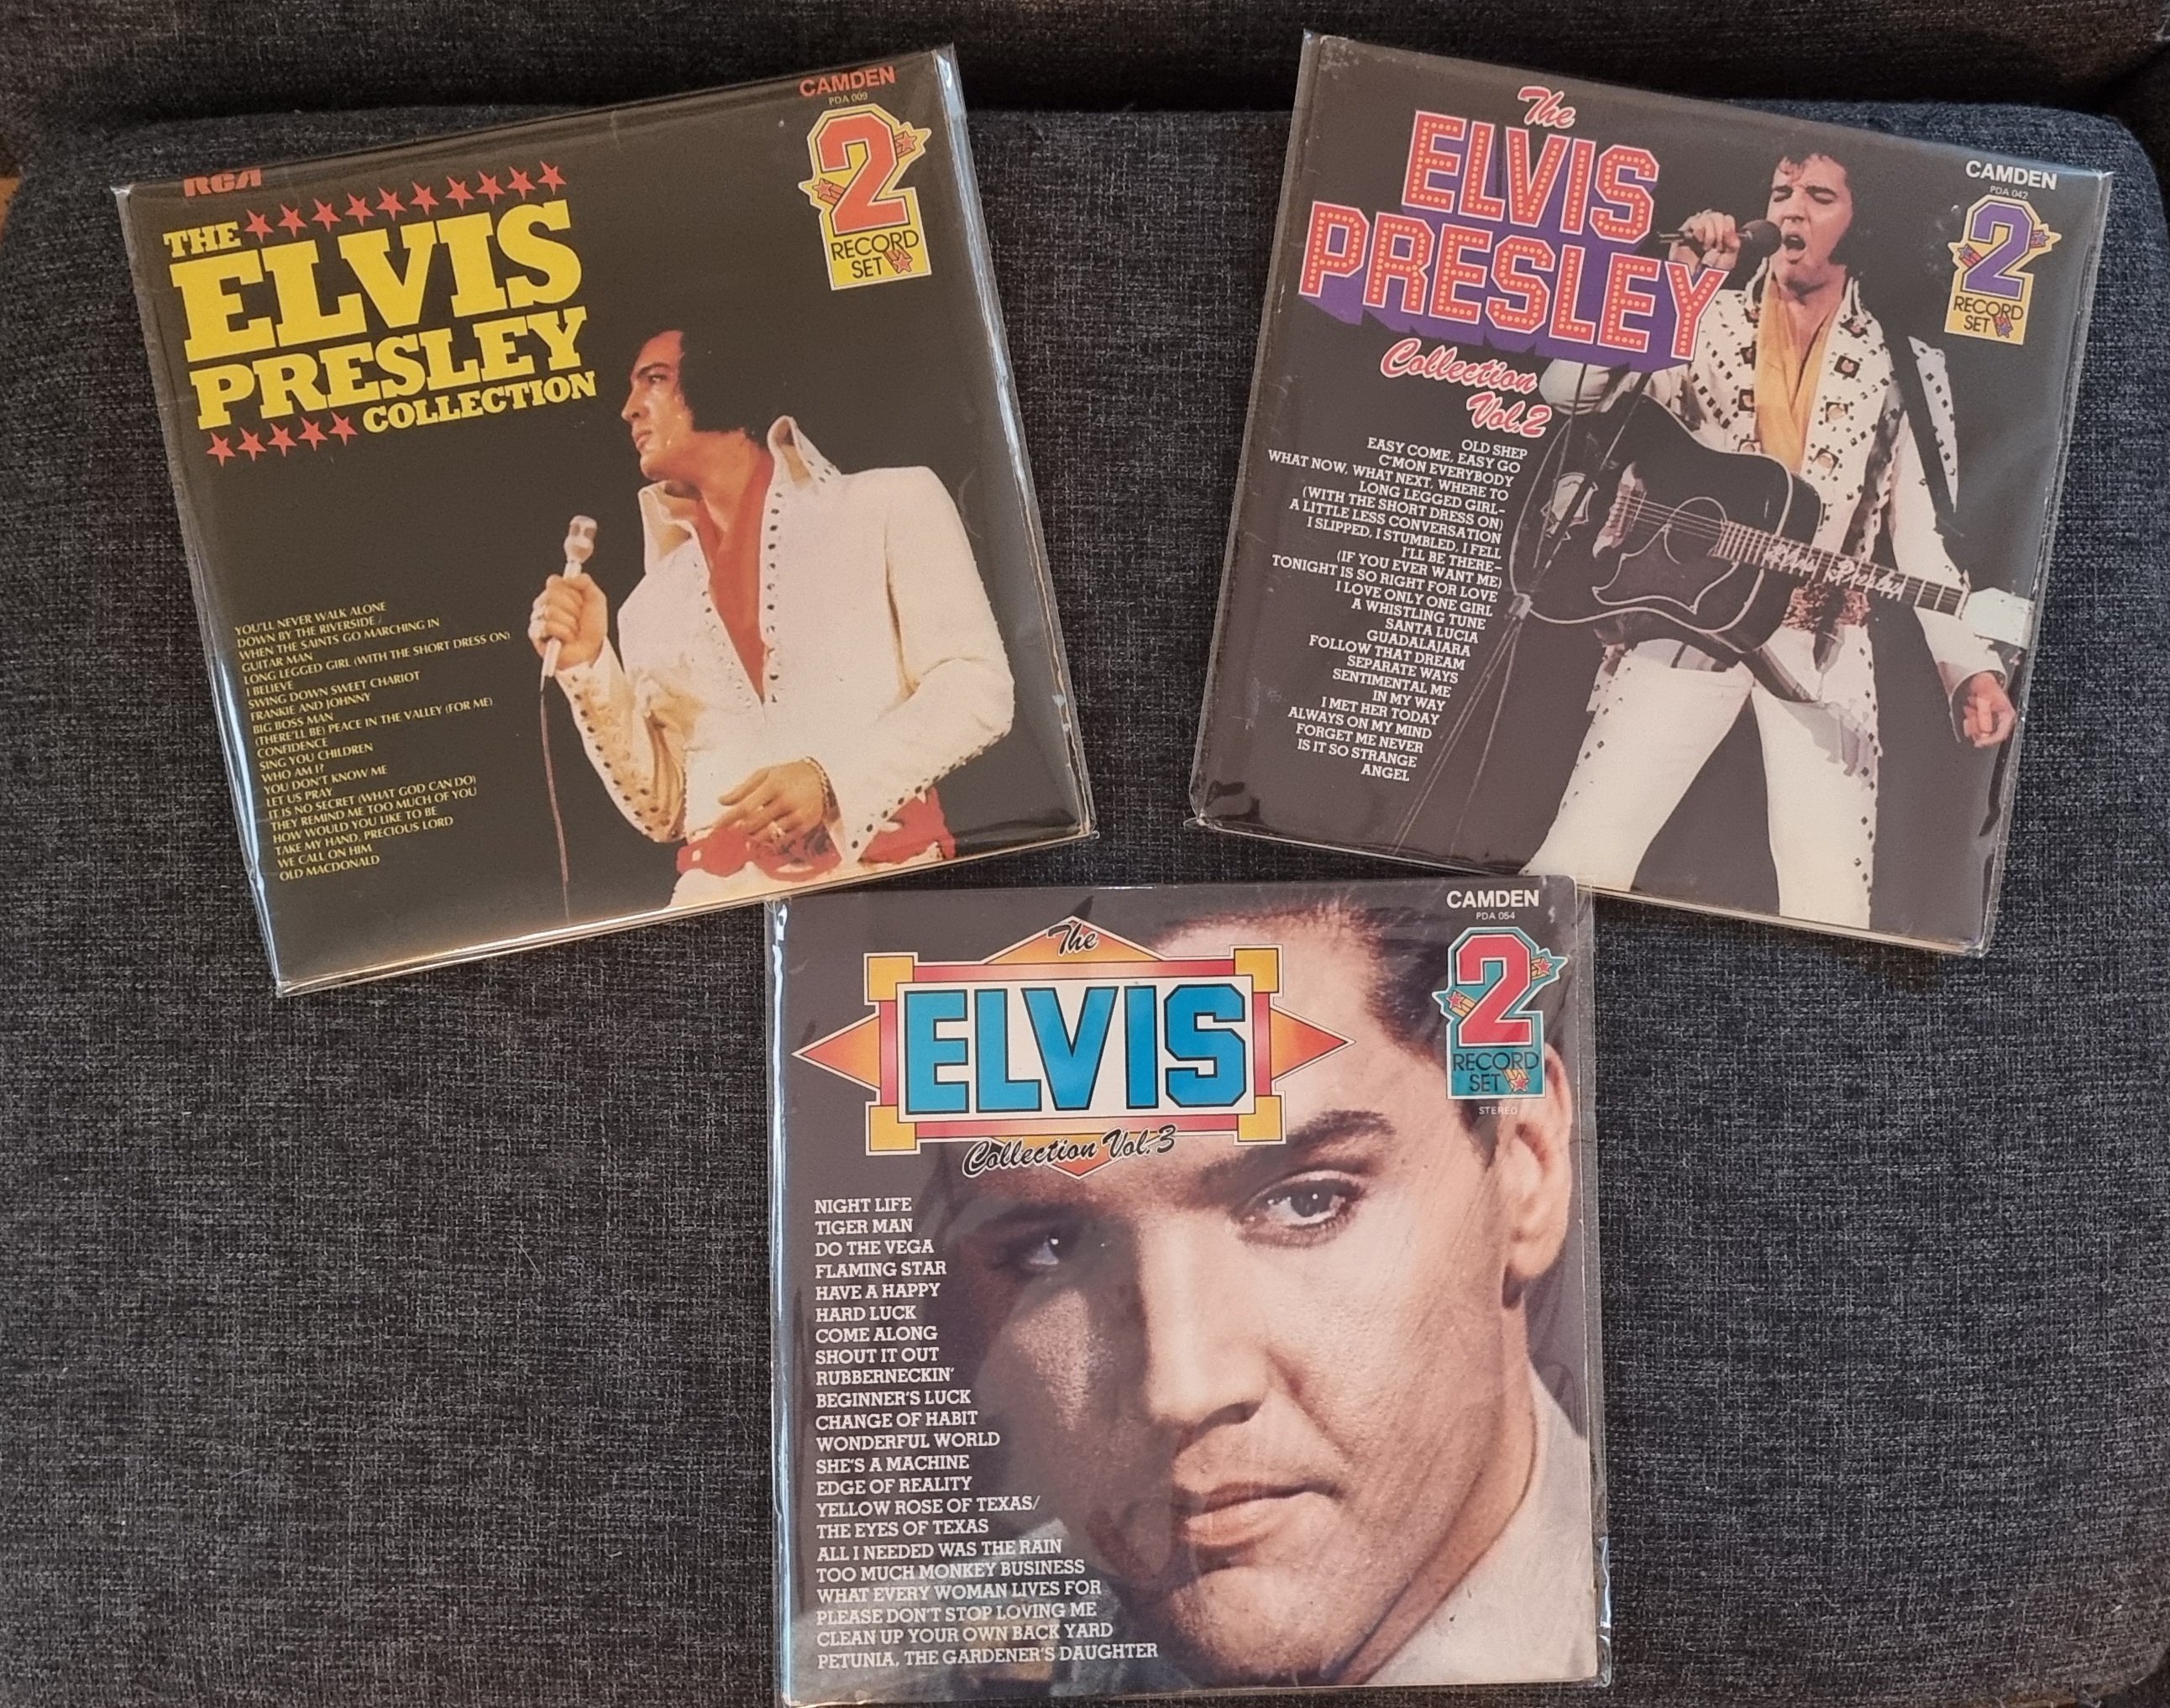 RCA
CAMDEN
PDA 009
2
RECORD
SET
THE
ELVIS
PRESLEY
COLLECTION
YOU'LL NEVER WALK ALONE
DOWN BY THE RIVERSIDE /
WHEN THE SAINTS GO MARCHING IN
GUITAR MAN
LONG LEGGED GIRL (WITH THE SHORT DRESS ON)
I BELIEVE
SWING DOWN SWEET CHARIOT
FRANKIE AND JOHNNY
BIG BOSS MAN
(THERE'LL BE) PEACE IN THE VALLEY (FOR ME)
CONFIDENCE
SING YOU CHILDREN
WHO AM I?
YOU DON'T KNOW ME
LET US PRAY
IT IS NO SECRET (WHAT GOD CAN DO)
THEY REMIND ME TOO MUCH OF YOU
HOW WOULD YOU LIKE TO BE
TAKE MY HAND, PRECIOUS LORD
WE CALL ON HIM
OLD MACDONALD
The
ELVIS
PRESLEY
Collection
Vol.2
CAMDEN
PDA 042
2
RECORD
SET
OLD SHEP
EASY COME, EASY GO
C'MON EVERYBODY
WHAT NOW, WHAT NEXT, WHERE TO
LONG LEGGED GIRL-
(WITH THE SHORT DRESS ON)
A LITTLE LESS CONVERSATION
I SLIPPED, I STUMBLED, I FELL
I'LL BE THERE-
(IF YOU EVER WANT ME)
TONIGHT IS SO RIGHT FOR LOVE
I LOVE ONLY ONE GIRL
A WHISTLING TUNE
SANTA LUCIA
GUADALAJARA
FOLLOW THAT DREAM
SEPARATE WAYS
SENTIMENTAL ME
IN MY WAY
I MET HER TODAY
ALWAYS ON MY MIND
FORGET ME NEVER
IS IT SO STRANGE
ANGEL
Elvis Presley
CAMDEN
PDA 054
2
RECORD
SET
STEREO
The
ELVIS
Collection Vol.3
NIGHT LIFE
TIGER MAN
DO THE VEGA
FLAMING STAR
HAVE A HAPPY
HARD LUCK
COME ALONG
SHOUT IT OUT
RUBBERNECKIN'
BEGINNER'S LUCK
CHANGE OF HABIT
WONDERFUL WORLD
SHE'S A MACHINE
EDGE OF REALITY
YELLOW ROSE OF TEXAS/
THE EYES OF TEXAS
ALL I NEEDED WAS THE RAIN
TOO MUCH MONKEY BUSINESS
WHAT EVERY WOMAN LIVES FOR
PLEASE DON'T STOP LOVING ME
CLEAN UP YOUR OWN BACK YARD
PETUNIA, THE GARDENER'S DAUGHTER